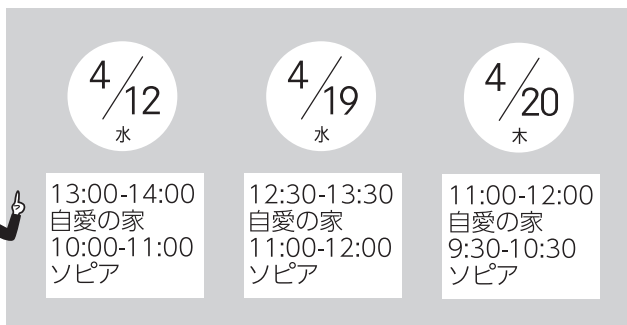 4/12
水
13:00-14:00
自愛の家
10:00-11:00
ソピア
4/19
水
12:30-13:30
自愛の家
11:00-12:00
ソピア
4/20
木
11:00-12:00
自愛の家
9:30-10:30
ソピア